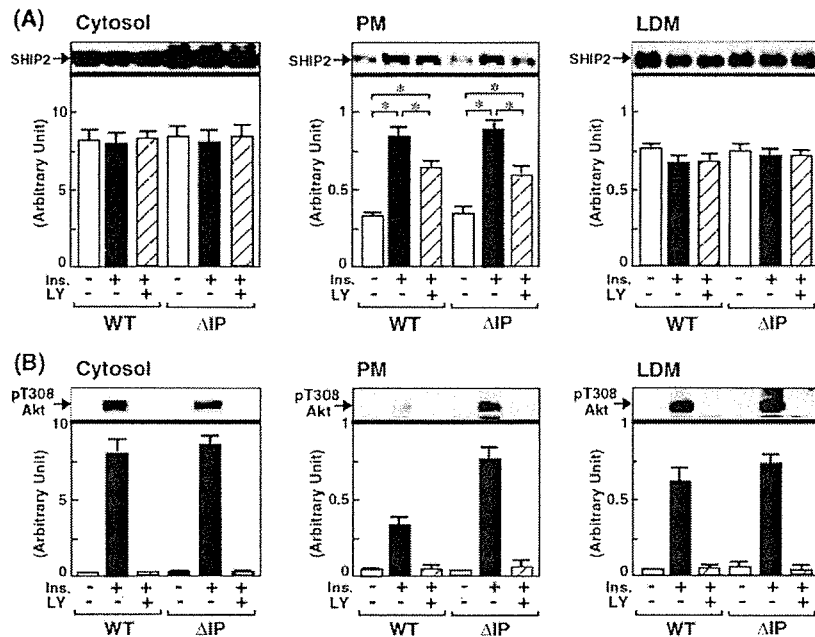 (A) Cytosol PM LDM
SHIP2 SHIP2 SHIP2
(Arbitrary Unit) (Arbitrary Unit) (Arbitrary Unit)
10 1 1
* *
* * * *
5 0.5 0.5
0 0 0
Ins. - + + - + + Ins. - + + - + + Ins. - + + - + +
LY - - + - - + LY - - + - - + LY - - + - - +
WT ΔIP WT ΔIP WT ΔIP
(B) Cytosol PM LDM
pT308 Akt pT308 Akt pT308 Akt
(Arbitrary Unit) (Arbitrary Unit) (Arbitrary Unit)
10 1 1
5 0.5 0.5
0 0 0
Ins. - + + - + + Ins. - + + - + + Ins. - + + - + +
LY - - + - - + LY - - + - - + LY - - + - - +
WT ΔIP WT ΔIP WT ΔIP